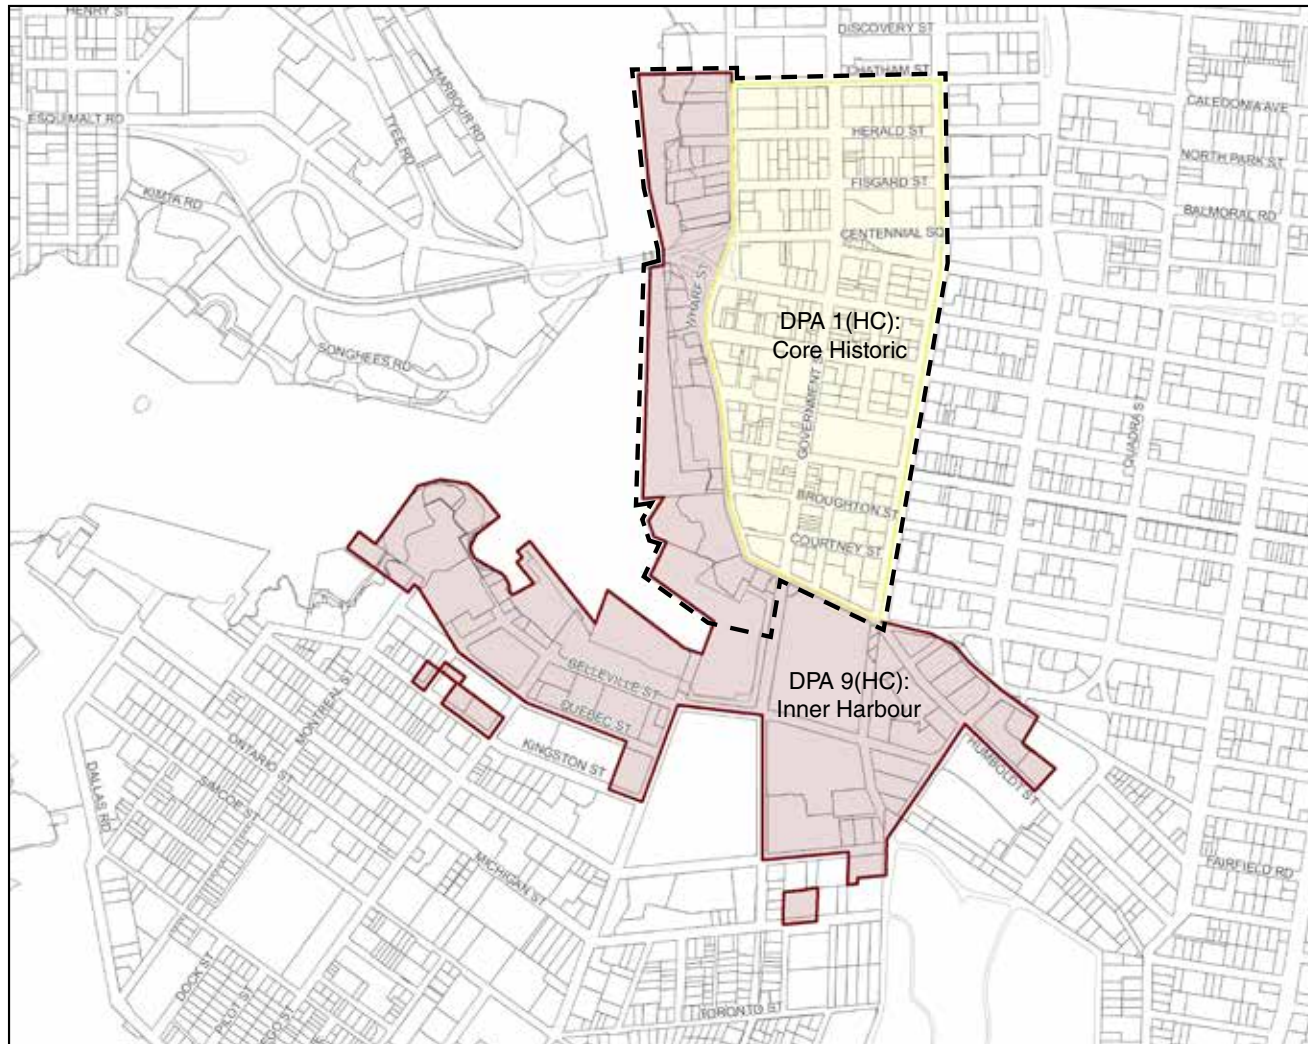 HENRY ST
DISCOVERY ST
CHATHAM ST
HARBOUR RD
CALEDONIA AVE
ESQUIMALT RD
TYEE RD
HERALD ST
NORTH PARK ST
FISGARD ST
KIMTA RD
BALMORAL RD
CENTENNIAL SQ
WHARF ST
DPA 1(HC):
Core Historic
SONGHEES RD
GOVERNMENT S
QUADRA ST
BROUGHTON ST
COURTNEY ST
BELLEVILLE ST
DPA 9(HC):
Inner Harbour
MONTREAL ST
QUEBEC ST
ONTARIO ST
KINGSTON ST
HUMBOLDT ST
DALLAS RD
SIMCOE ST
MICHIGAN ST
FAIRFIELD RD
DOCK ST
PILOT ST
EGO ST
TORONTO ST